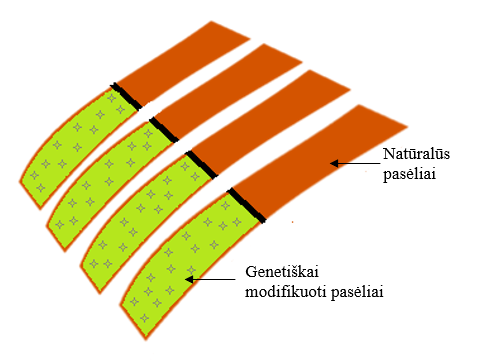 Natūralūs
pasėliai
Genetiškai
modifikuoti pasėliai